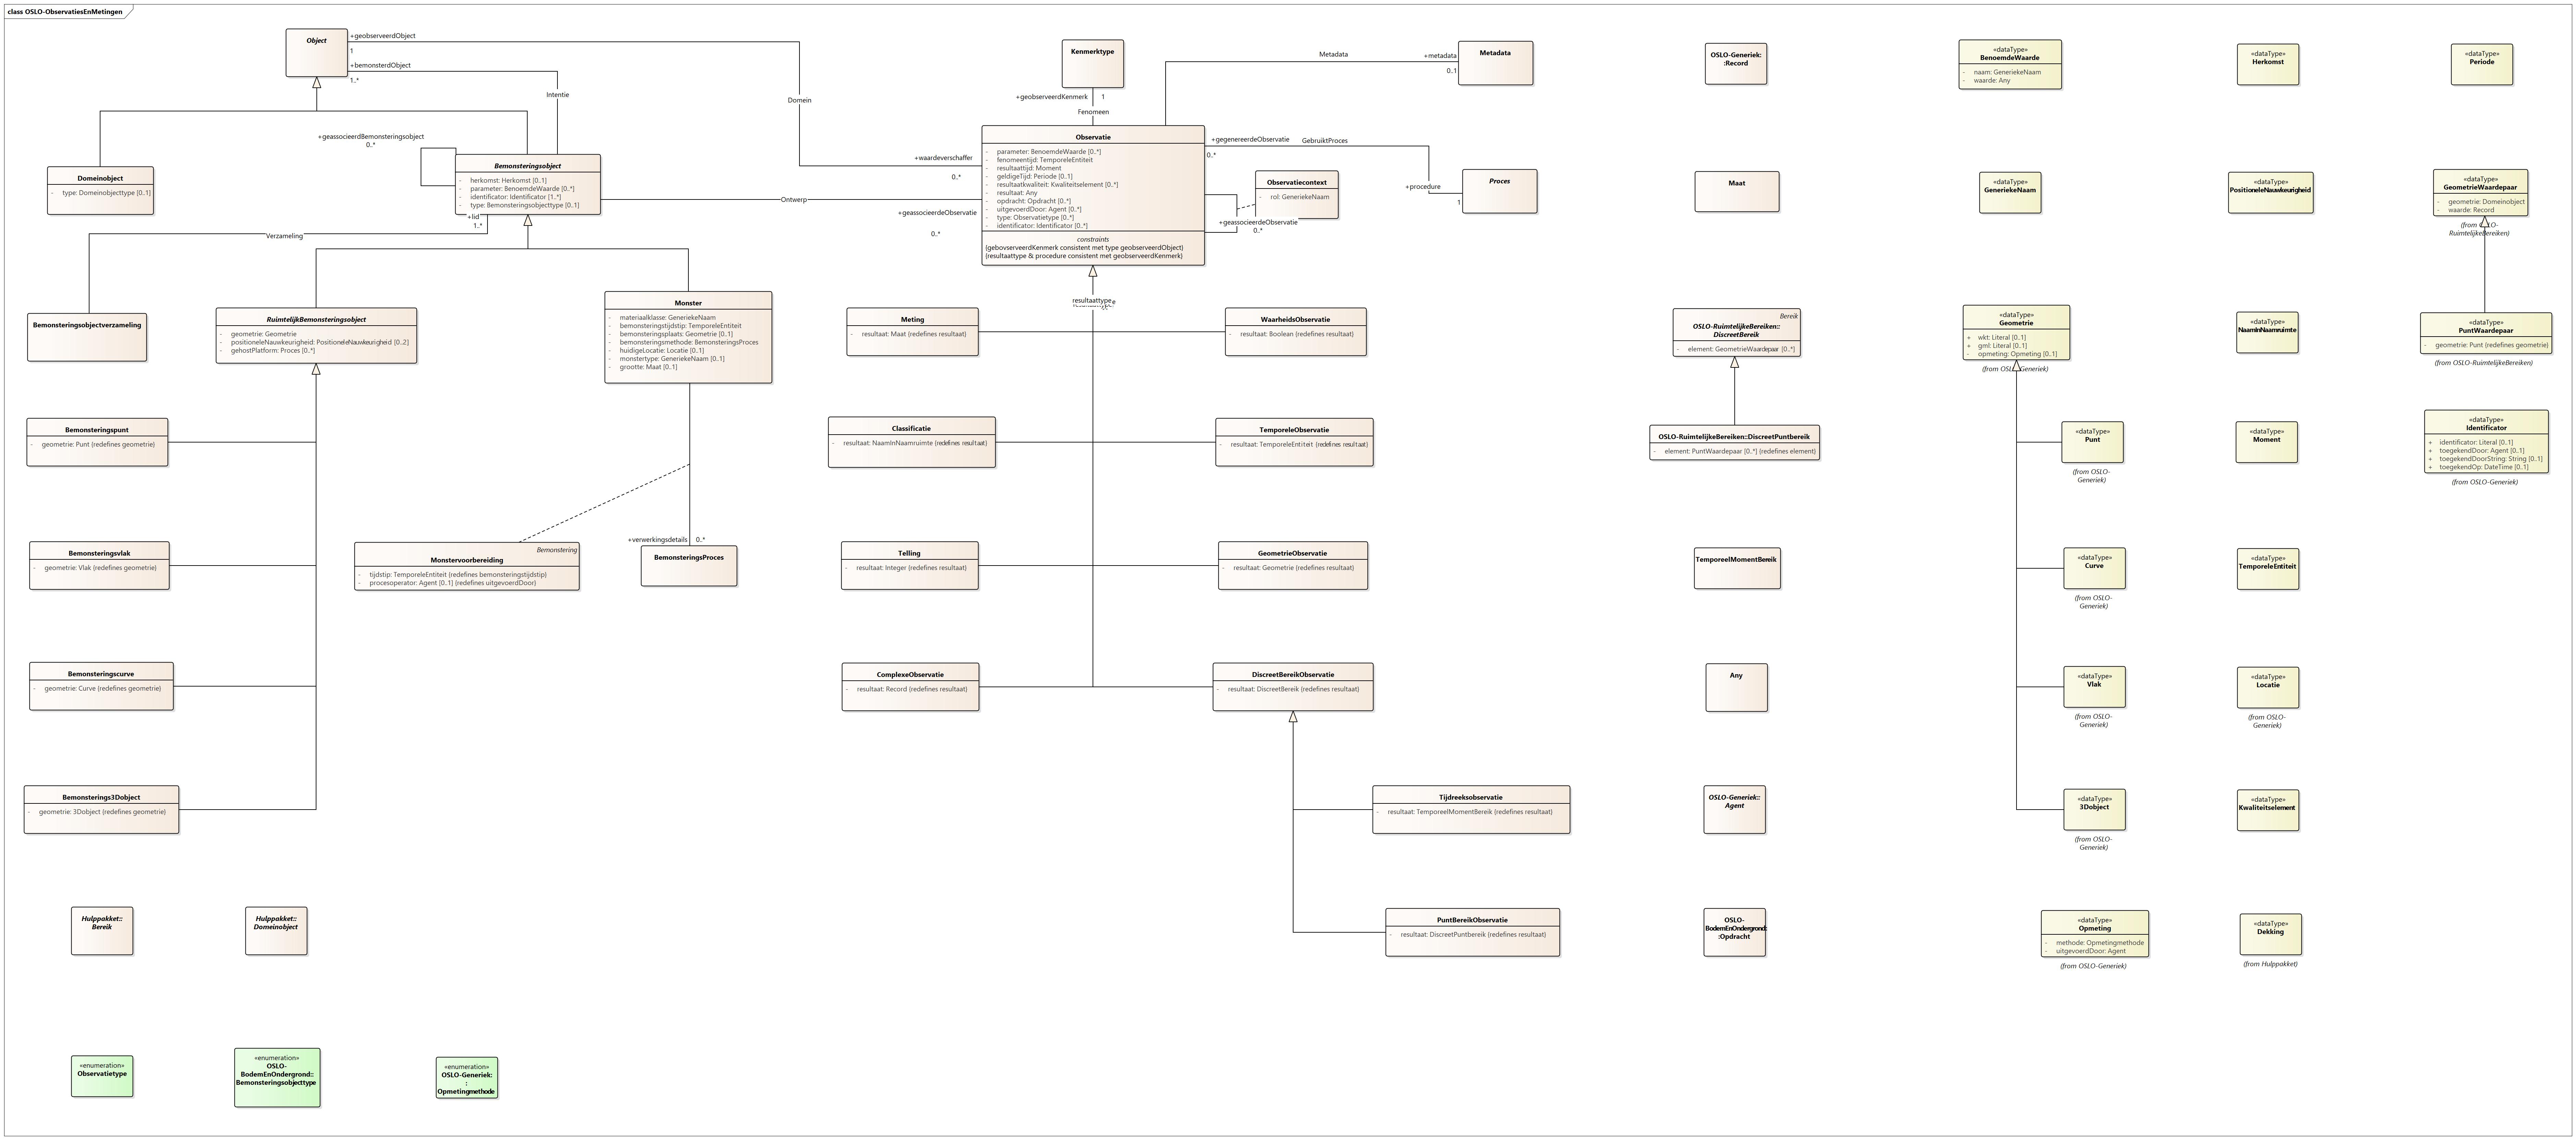 class OSLO-ObservatiesEnMetingen
Object
+geobserveerdObject
1
+bemonsterdObject
1..*
Intentie
Domein
Domeinobject
- type: Domeinobjecttype [0..1]
+geassocieerdBemonsteringsobject
0..*
Bemonsteringsobject
- herkomst: Herkomst [0..1]
- parameter: BenoemdeWaarde [0..*]
- identificator: Identificator [1..*]
- type: Bemonsteringsobjecttype [0..1]
+lid
1..*
Verzameling
Ontwerp
+waardeverschaffer
0..*
+geassocieerdeObservatie
0..*
Kenmerktype
+geobserveerdKenmerk
1
Fenomeen
Metadata
+metadata
0..1
Metadata
Observatie
- parameter: BenoemdeWaarde [0..*]
- fenomeentijd: TemporeleEntiteit
- resultaattijd: Moment
- geldigeTijd: Periode [0..1]
- resultaatkwaliteit: Kwaliteitselement [0..*]
- resultaat: Any
- opdracht: Opdracht [0..*]
- uitgevoerdDoor: Agent [0..*]
- type: Observatietype [0..*]
- identificator: Identificator [0..*]
constraints
{gebovserveerdKenmerk consistent met type geobserveerdObject}
{resultaattype & procedure consistent met geobserveerdKenmerk}
+gegenereerdeObservatie
0..*
GebruiktProces
+procedure
1
Proces
Observatiecontext
- rol: GeneriekeNaam
+geassocieerdeObservatie
0..*
resultaattype
Bemonsteringsobjectverzameling
RuimtelijkBemonsteringsobject
- geometrie: Geometrie
- positioneleNauwkeurigheid: PositioneleNauwkeurigheid [0..2]
- gehostPlatform: Proces [0..*]
Monster
- materiaalklasse: GeneriekeNaam
- bemonsteringstijdstip: TemporeleEntiteit
- bemonsteringsplaats: Geometrie [0..1]
- bemonsteringsmethode: BemonsteringsProces
- huidigeLocatie: Locatie [0..1]
- monstertype: GeneriekeNaam [0..1]
- grootte: Maat [0..1]
Bemonsteringspunt
- geometrie: Punt {redefines geometrie}
Bemonsteringsvlak
- geometrie: Vlak {redefines geometrie}
Bemonsteringscurve
- geometrie: Curve {redefines geometrie}
Bemonsterings3Dobject
- geometrie: 3Dobject {redefines geometrie}
Bemonstering
Monstervoorbereiding
- tijdstip: TemporeleEntiteit {redefines bemonsteringstijdstip}
- procesoperator: Agent [0..1] {redefines uitgevoerdDoor}
+verwerkingsdetails
0..*
BemonsteringsProces
Meting
- resultaat: Maat {redefines resultaat}
WaarheidsObservatie
- resultaat: Boolean {redefines resultaat}
Classificatie
- resultaat: NaamInNaamruimte {redefines resultaat}
TemporeleObservatie
- resultaat: TemporeleEntiteit {redefines resultaat}
Telling
- resultaat: Integer {redefines resultaat}
GeometrieObservatie
- resultaat: Geometrie {redefines resultaat}
ComplexeObservatie
- resultaat: Record {redefines resultaat}
DiscreetBereikObservatie
- resultaat: DiscreetBereik {redefines resultaat}
Tijdreeksobservatie
- resultaat: TemporeelMomentBereik {redefines resultaat}
PuntBereikObservatie
- resultaat: DiscreetPuntbereik {redefines resultaat}
OSLO-Generiek:
:Record
Maat
Bereik
OSLO-RuimtelijkeBereiken::
DiscreetBereik
- element: GeometrieWaardepaar [0..*]
OSLO-RuimtelijkeBereiken::DiscreetPuntbereik
- element: PuntWaardepaar [0..*] {redefines element}
TemporeelMomentBereik
Any
OSLO-Generiek::
Agent
OSLO-
BodemEnOndergrond:
:Opdracht
«dataType»
BenoemdeWaarde
- naam: GeneriekeNaam
- waarde: Any
«dataType»
GeneriekeNaam
«dataType»
Geometrie
+ wkt: Literal [0..1]
+ gml: Literal [0..1]
- opmeting: Opmeting [0..1]
(from OSLO-Generiek)
«dataType»
Punt
(from OSLO-
Generiek)
«dataType»
Curve
(from OSLO-
Generiek)
«dataType»
Vlak
(from OSLO-
Generiek)
«dataType»
3Dobject
(from OSLO-
Generiek)
«dataType»
Opmeting
- methode: Opmetingmethode
- uitgevoerdDoor: Agent
(from OSLO-Generiek)
«dataType»
Herkomst
«dataType»
PositioneleNauwkeurigheid
«dataType»
NaamInNaamruimte
«dataType»
Moment
«dataType»
TemporeleEntiteit
«dataType»
Locatie
(from OSLO-
Generiek)
«dataType»
Kwaliteitselement
«dataType»
Dekking
(from Hulppakket)
«dataType»
Periode
«dataType»
GeometrieWaardepaar
- geometrie: Domeinobject
- waarde: Record
(from OSLO-
RuimtelijkeBereiken)
«dataType»
PuntWaardepaar
- geometrie: Punt {redefines geometrie}
(from OSLO-RuimtelijkeBereiken)
«dataType»
Identificator
+ identificator: Literal [0..1]
+ toegekendDoor: Agent [0..1]
+ toegekendDoorString: String [0..1]
+ toegekendOp: DateTime [0..1]
(from OSLO-Generiek)
Hulppakket::
Bereik
Hulppakket::
Domeinobject
«enumeration»
Observatietype
«enumeration»
OSLO-
BodemEnOndergrond::
Bemonsteringsobjecttype
«enumeration»
OSLO-Generiek:
:
Opmetingmethode